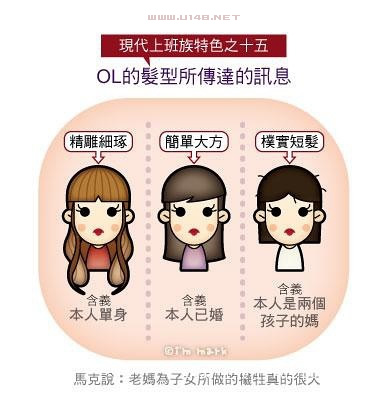 WWW.U148.NET
現代上班族特色之十五
OL的髮型所傳達的訊息
精雕細琢
簡單大方
樸實短髮
含義
本人單身
含義
本人已婚
含義
本人是兩個
孩子的媽
©i'm mark
馬克說：老媽為子女所做的犧牲真的很火